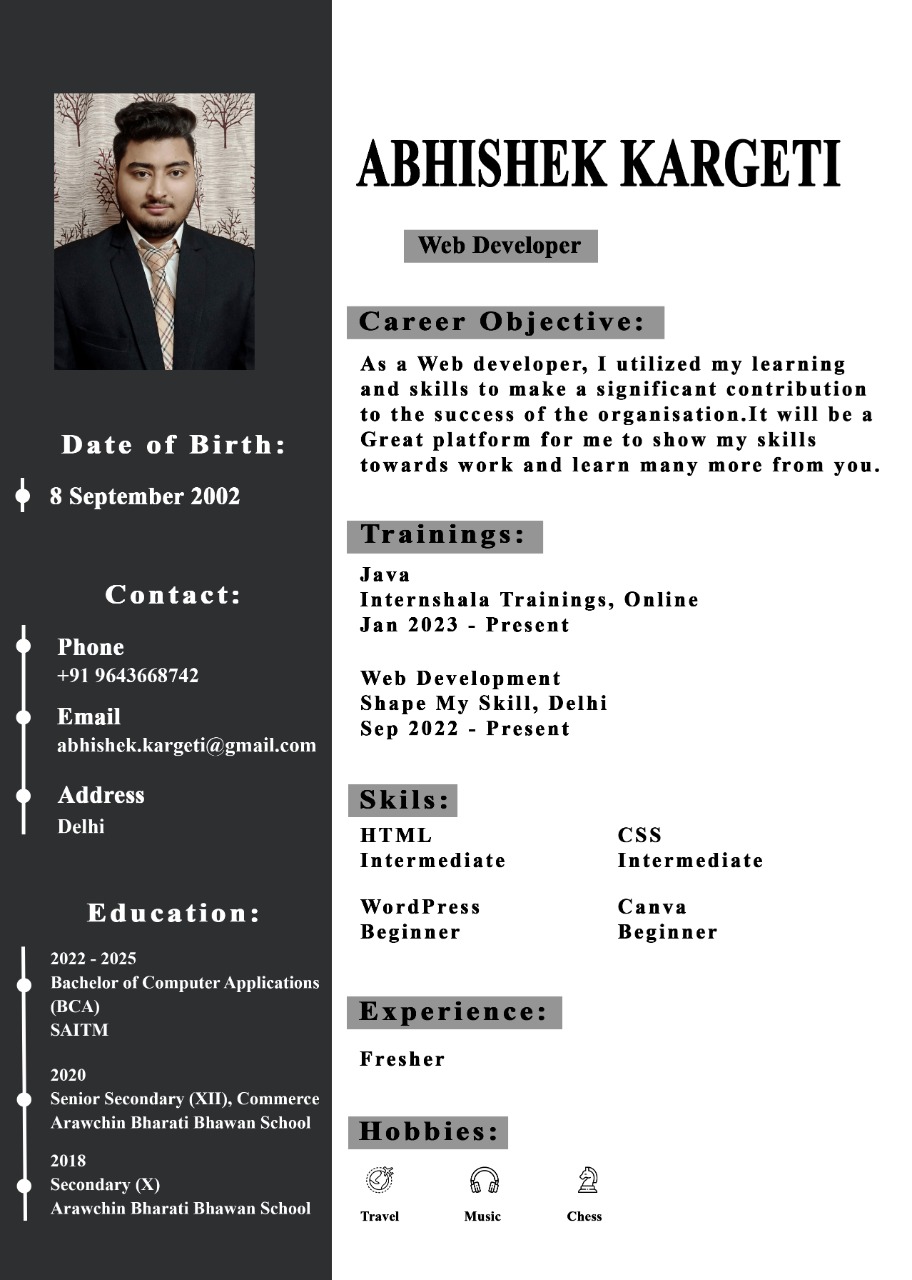 Date of Birth:
8 September 2002
Contact:
Phone
+91 9643668742
Email
abhishek.kargeti@gmail.com
Address
Delhi
Education:
2022 - 2025
Bachelor of Computer Applications
(BCA)
SAITM
2020
Senior Secondary (XII), Commerce
Arawchin Bharati Bhawan School
2018
Secondary (X)
Arawchin Bharati Bhawan School
ABHISHEK KARGETI
Web Developer
Career Objective:
As a Web developer, I utilized my learning
and skills to make a significant contribution
to the success of the organisation.It will be a
Great platform for me to show my skills
towards work and learn many more from you.
Trainings:
Java
Internshala Trainings, Online
Jan 2023 - Present
Web Development
Shape My Skill, Delhi
Sep 2022 - Present
Skils:
HTML
Intermediate
CSS
Intermediate
WordPress
Beginner
Canva
Beginner
Experience:
Fresher
Hobbies:
Travel
Music
Chess